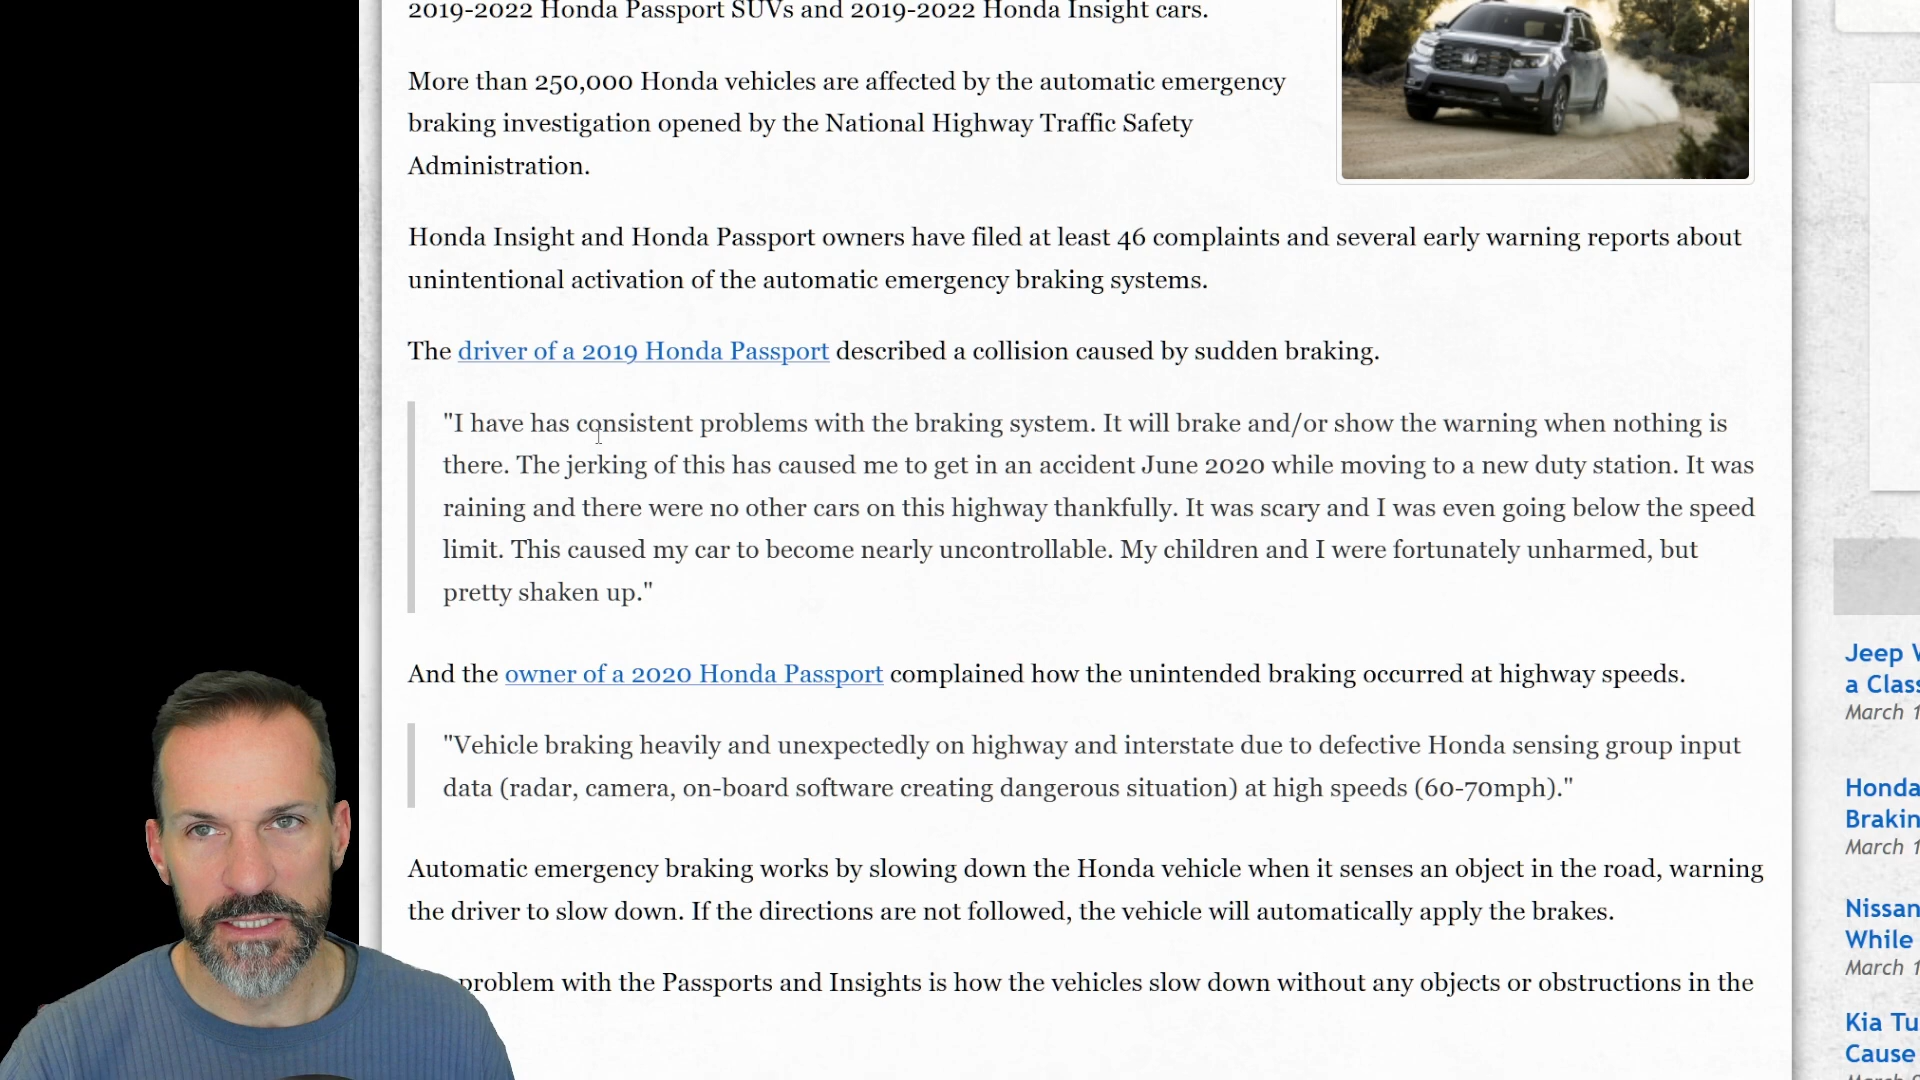 2019-2022 Honda Passport SUVs and 2019-2022 Honda Insight cars.
More than 250,000 Honda vehicles are affected by the automatic emergency
braking investigation opened by the National Highway Traffic Safety
Administration.
Honda Insight and Honda Passport owners have filed at least 46 complaints and several early warning reports about
unintentional activation of the automatic emergency braking systems.
The driver of a 2019 Honda Passport described a collision caused by sudden braking.
"I have has consistent problems with the braking system. It will brake and/or show the warning when nothing is
there. The jerking of this has caused me to get in an accident June 2020 while moving to a new duty station. It was
raining and there were no other cars on this highway thankfully. It was scary and I was even going below the speed
limit. This caused my car to become nearly uncontrollable. My children and I were fortunately unharmed, but
pretty shaken up."
And the owner of a 2020 Honda Passport complained how the unintended braking occurred at highway speeds.
"Vehicle braking heavily and unexpectedly on highway and interstate due to defective Honda sensing group input
data (radar, camera, on-board software creating dangerous situation) at high speeds (60-70mph)."
Automatic emergency braking works by slowing down the Honda vehicle when it senses an object in the road, warning
the driver to slow down. If the directions are not followed, the vehicle will automatically apply the brakes.
problem with the Passports and Insights is how the vehicles slow down without any objects or obstructions in the
Jeep
a Clas
March 1
Honda
Brakin
March 1
Nissan
While
March 1
Kia Tu
Cause